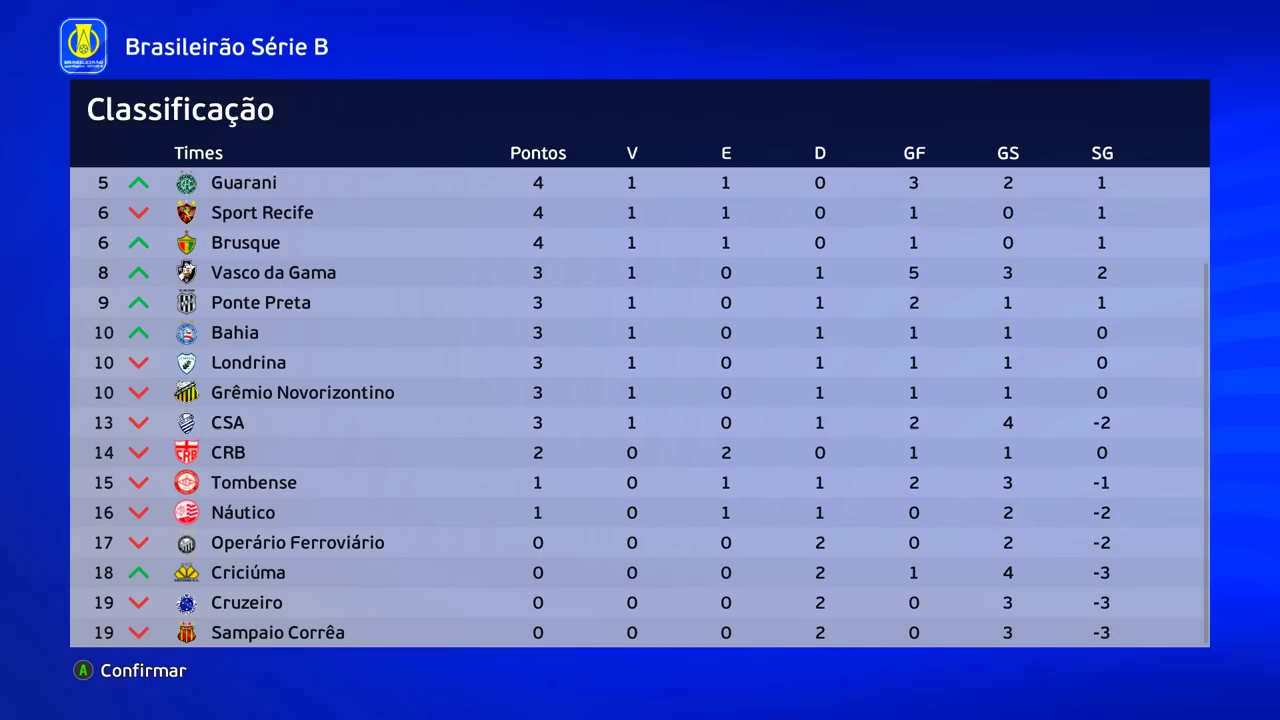 Brasileirão Série B
Classificação
Times Pontos V E D GF GS SG
5 Guarani 4 1 1 0 3 2 1
6 Sport Recife 4 1 1 0 1 0 1
6 Brusque 4 1 1 0 1 0 1
8 Vasco da Gama 3 1 0 1 5 3 2
9 Ponte Preta 3 1 0 1 2 1 1
10 Bahia 3 1 0 1 1 1 0
10 Londrina 3 1 0 1 1 1 0
10 Grêmio Novorizontino 3 1 0 1 1 1 0
13 CSA 3 1 0 1 2 4 -2
14 CRB 2 0 2 0 1 1 0
15 Tombense 1 0 1 1 2 3 -1
16 Náutico 1 0 1 1 0 2 -2
17 Operário Ferroviário 0 0 0 2 0 2 -2
18 Criciúma 0 0 0 2 1 4 -3
19 Cruzeiro 0 0 0 2 0 3 -3
19 Sampaio Corrêa 0 0 0 2 0 3 -3
A Confirmar